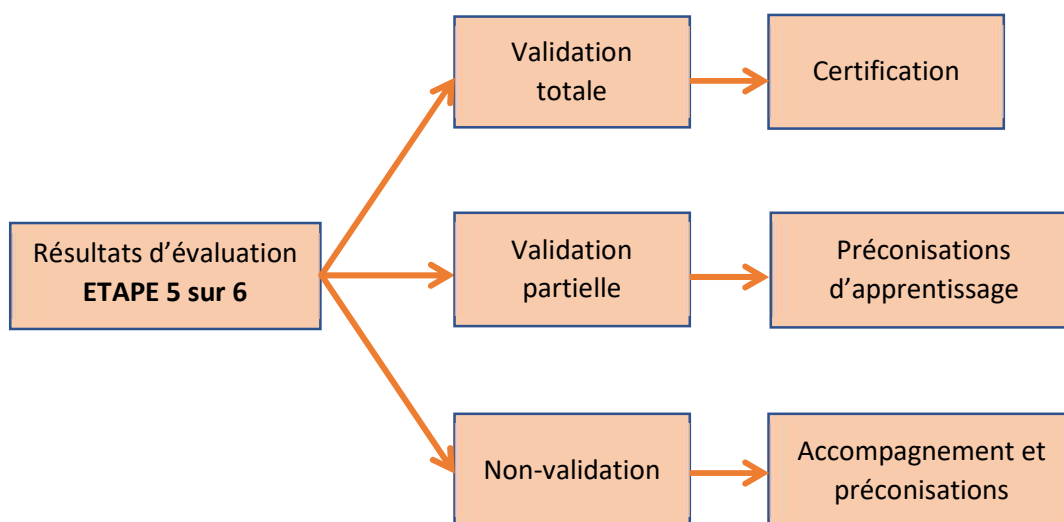 Validation
totale
Certification
Résultats d'évaluation
ETAPE 5 sur 6
Validation
partielle
Préconisations
d'apprentissage
Non-validation
Accompagnement et
préconisations